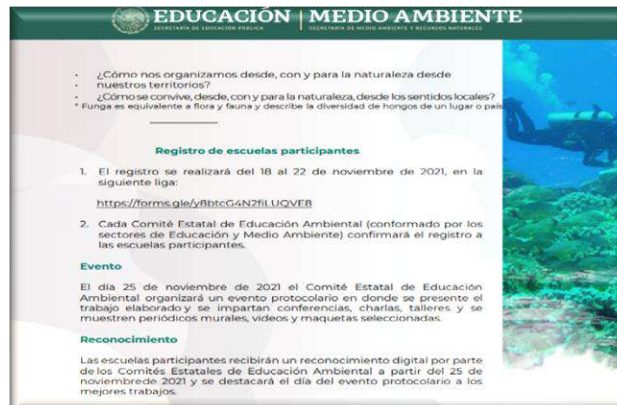 EDUCACIÓN | MEDIO AMBIENTE
SECRETARÍA DE EDUCACIÓN PÚBLICA SECRETARÍA DE MEDIO AMBIENTE Y RECURSOS NATURALES
• ¿Cómo nos organizamos desde, con y para la naturaleza desde
• nuestros territorios?
• ¿Cómo se convive, desde, con y para la naturaleza, desde los sentidos locales?
* Funga es equivalente a flora y fauna y describe la diversidad de hongos de un lugar o país
Registro de escuelas participantes
1. El registro se realizará del 18 al 22 de noviembre de 2021, en la
siguiente liga:
https://forms.gle/y8btcG4N2fiLUQVF8
2. Cada Comité Estatal de Educación Ambiental (conformado por los
sectores de Educación y Medio Ambiente) confirmará el registro a
las escuelas participantes.
Evento
El día 25 de noviembre de 2021 el Comité Estatal de Educación
Ambiental organizará un evento protocolario en donde se presente el
trabajo elaborado y se impartan conferencias, charlas, talleres y se
muestren periódicos murales, videos y maquetas seleccionadas.
Reconocimiento
Las escuelas participantes recibirán un reconocimiento digital por parte
de los Comités Estatales de Educación Ambiental a partir del 25 de
noviembrede 2021 y se destacará el día del evento protocolario a los
mejores trabajos.